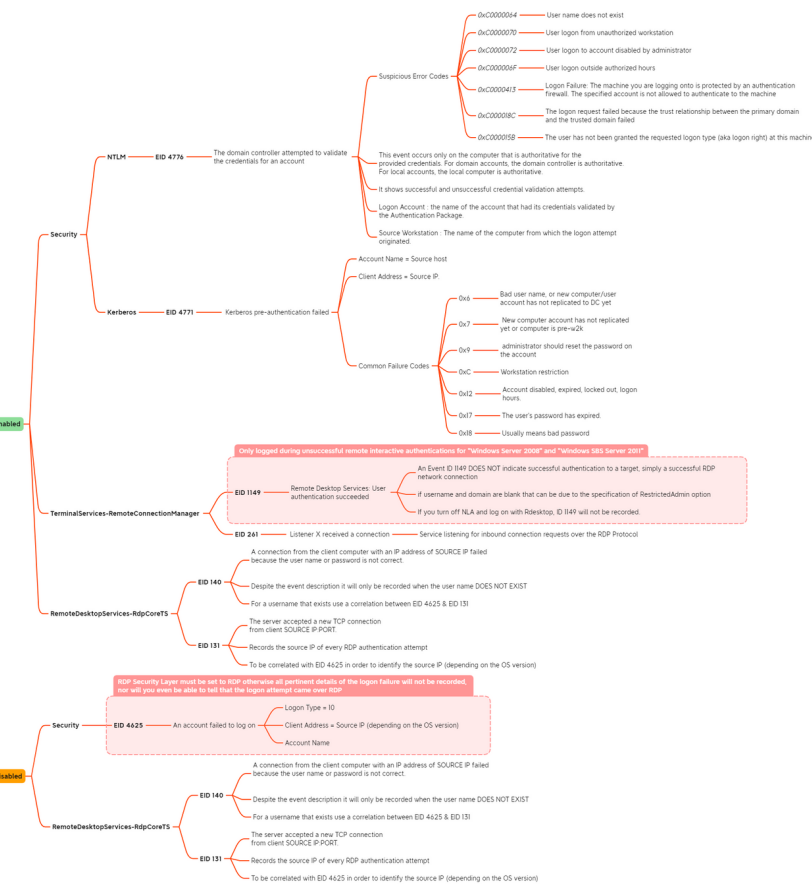 nabled
Security
NTLM
EID 4776
The domain controller attempted to validate
the credentials for an account
Suspicious Error Codes
0xC0000064
User name does not exist
0xC0000070
User logon from unauthorized workstation
0xC0000072
User logon to account disabled by administrator
0xC000006F
User logon outside authorized hours
0xC0000413
Logon Failure: The machine you are logging onto is protected by an authentication
firewall. The specified account is not allowed to authenticate to the machine
0xC000018C
The logon request failed because the trust relationship between the primary domain
and the trusted domain failed
0xC000015B
The user has not been granted the requested logon type (aka logon right) at this machin
This event occurs only on the computer that is authoritative for the
provided credentials. For domain accounts, the domain controller is authoritative.
For local accounts, the local computer is authoritative.
It shows successful and unsuccessful credential validation attempts.
Logon Account : the name of the account that had its credentials validated by
the Authentication Package.
Source Workstation : The name of the computer from which the logon attempt
originated.
Kerberos
EID 4771
Kerberos pre-authentication failed
Account Name = Source host
Client Address = Source IP
Common Failure Codes
0x6
Bad user name, or new computer/user
account has not replicated to DC yet
0x7
New computer account has not replicated
yet or computer is pre-w2k
0x9
administrator should reset the password on
the account
0xC
Workstation restriction
0x12
Account disabled, expired, locked out, logon
hours.
0x17
The user's password has expired.
0x18
Usually means bad password
TerminalServices-RemoteConnectionManager
Only logged during unsuccessful remote interactive authentications for "Windows Server 2008" and "Windows SBS Server 2011"
EID 1149
Remote Desktop Services: User
authentication succeeded
An Event ID 1149 DOES NOT indicate successful authentication to a target, simply a successful RDP
network connection
if username and domain are blank that can be due to the specification of RestrictedAdmin option
If you turn off NLA and log on with Rdesktop, ID 1149 will not be recorded.
EID 261
Listener X received a connection
Service listening for inbound connection requests over the RDP Protocol
RemoteDesktopServices-RdpCoreTS
EID 140
A connection from the client computer with an IP address of SOURCE IP failed
because the user name or password is not correct.
Despite the event description it will only be recorded when the user name DOES NOT EXIST
For a username that exists use a correlation between EID 4625 & EID 131
EID 131
The server accepted a new TCP connection
from client SOURCE IP:PORT.
Records the source IP of every RDP authentication attempt
To be correlated with EID 4625 in order to identify the source IP (depending on the OS version)
isabled
Security
RDP Security Layer must be set to RDP otherwise all pertinent details of the logon failure will not be recorded,
nor will you even be able to tell that the logon attempt came over RDP
EID 4625
An account failed to log on
Logon Type = 10
Client Address = Source IP (depending on the OS version)
Account Name
RemoteDesktopServices-RdpCoreTS
EID 140
A connection from the client computer with an IP address of SOURCE IP failed
because the user name or password is not correct.
Despite the event description it will only be recorded when the user name DOES NOT EXIST
For a username that exists use a correlation between EID 4625 & EID 131
EID 131
The server accepted a new TCP connection
from client SOURCE IP:PORT.
Records the source IP of every RDP authentication attempt
To be correlated with EID 4625 in order to identify the source IP (depending on the OS version)